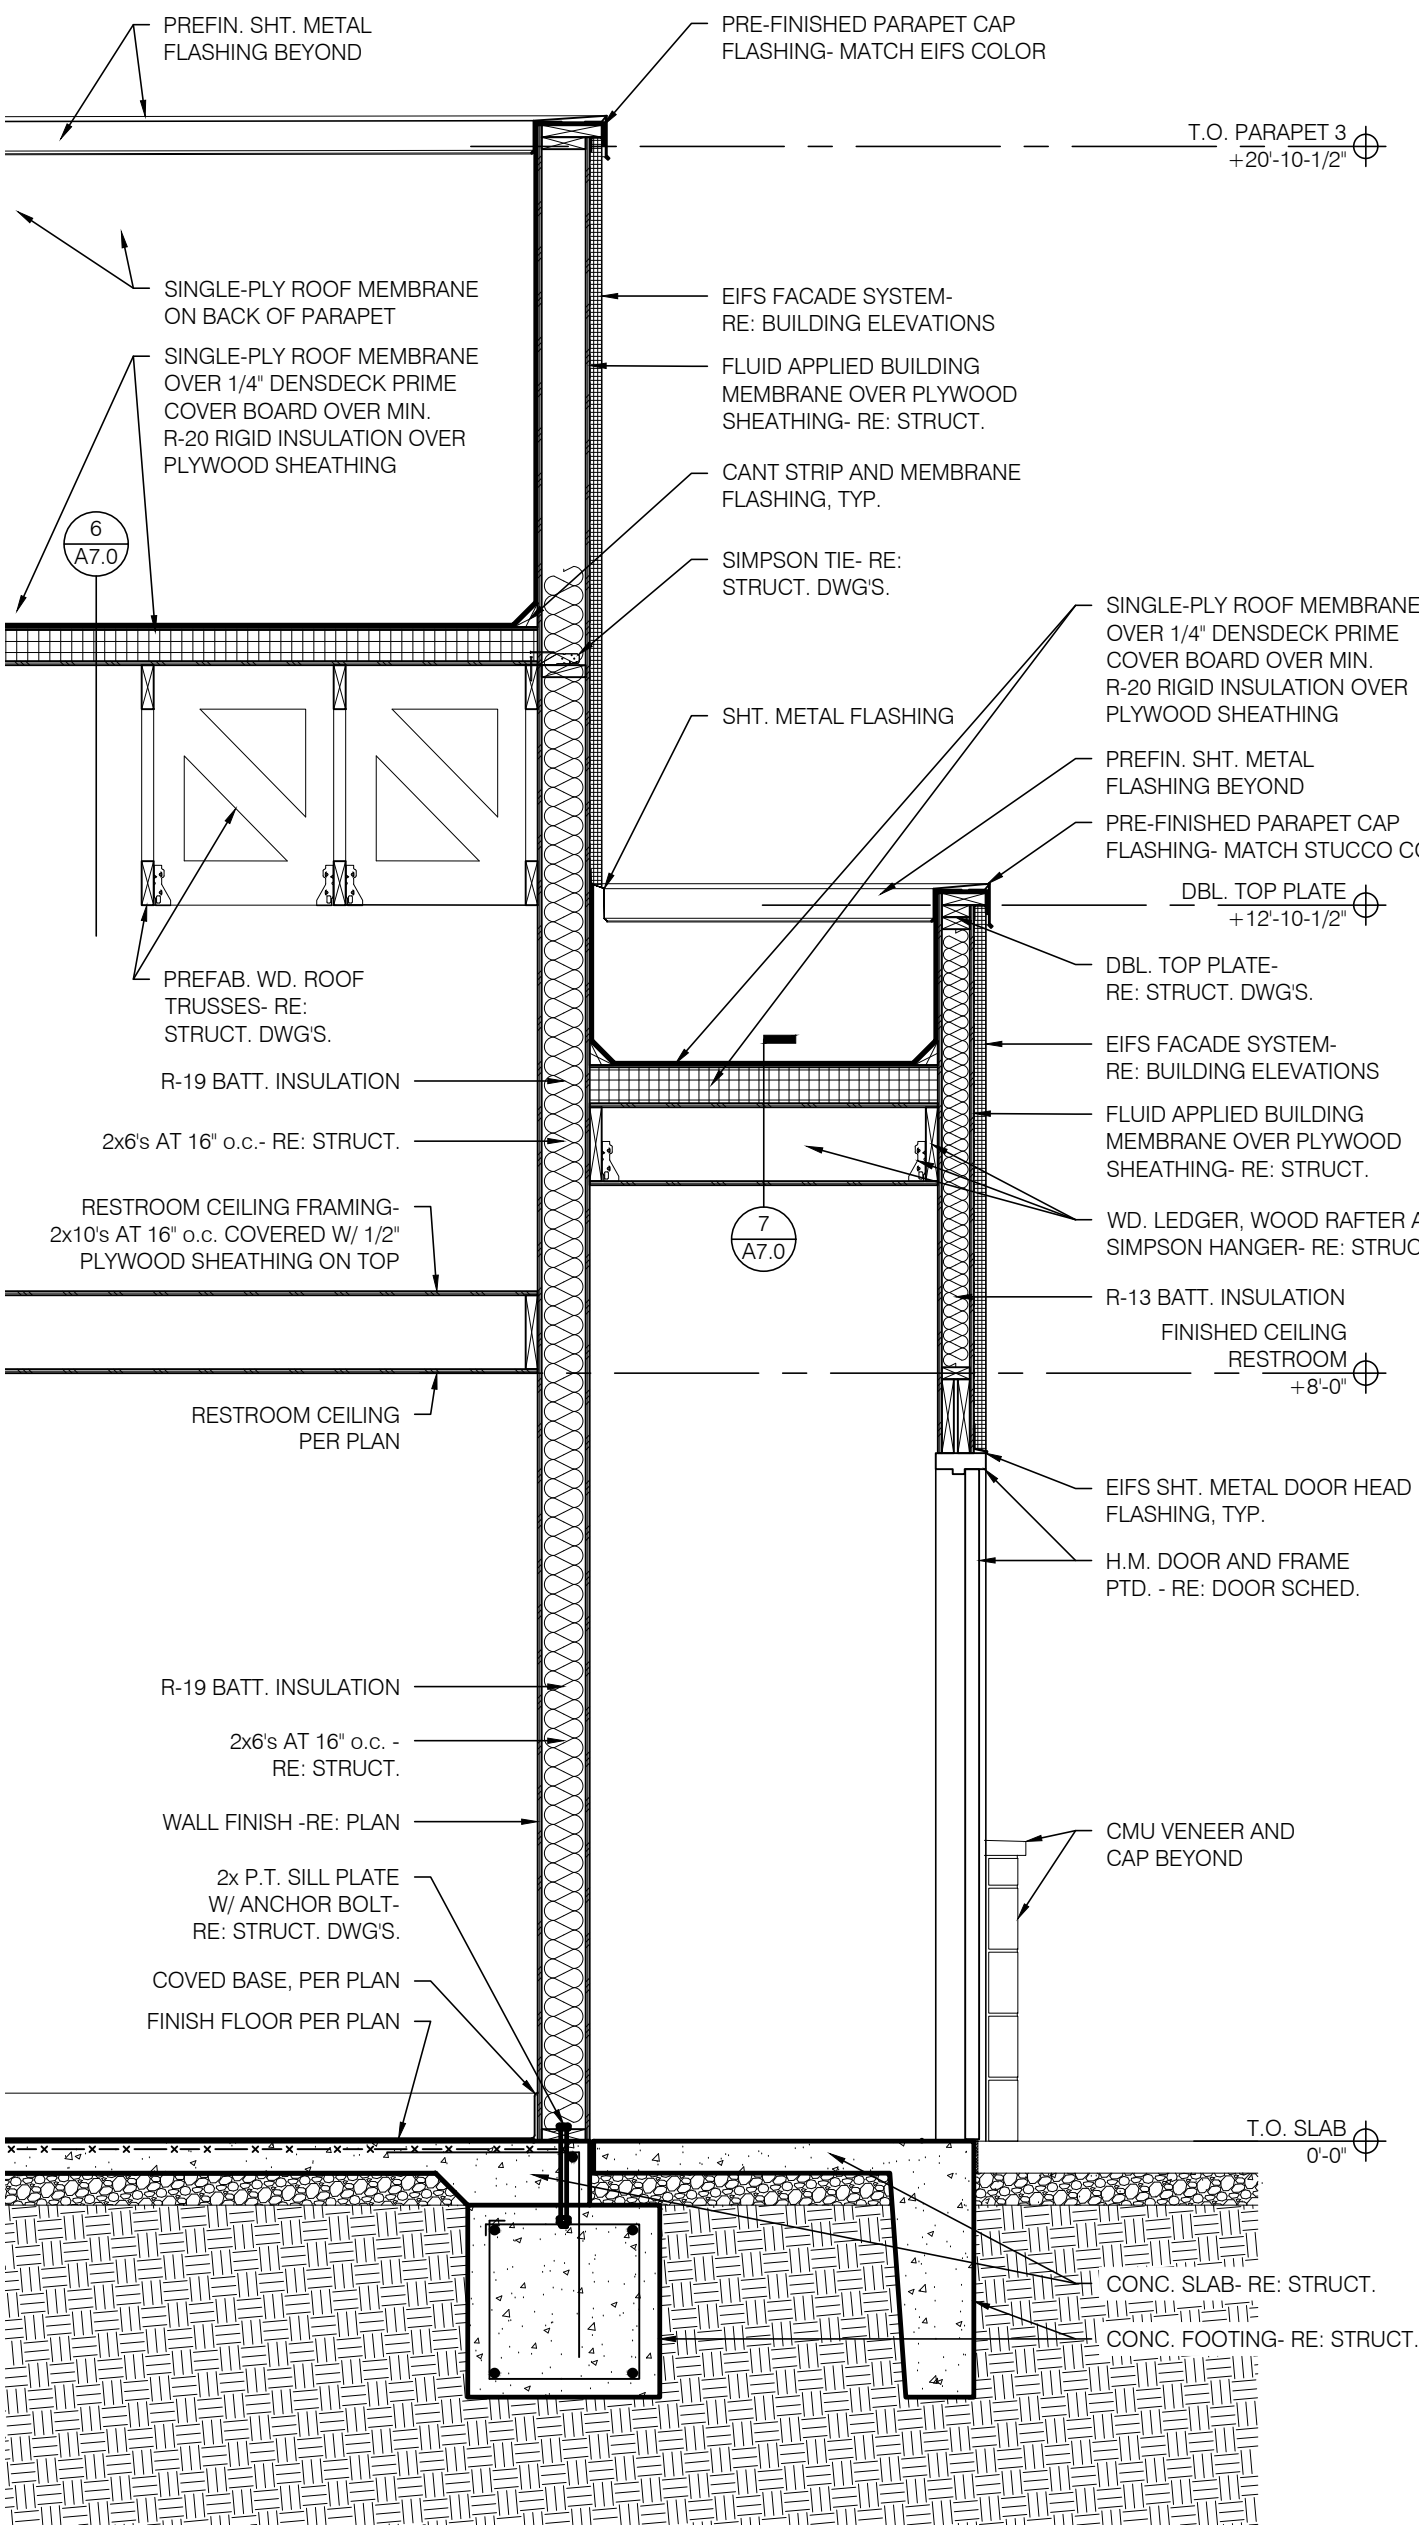 PREFIN. SHT. METAL
FLASHING BEYOND
PRE-FINISHED PARAPET CAP
FLASHING- MATCH EIFS COLOR
T.O. PARAPET 3
+20'-10-1/2"
SINGLE-PLY ROOF MEMBRANE
ON BACK OF PARAPET
EIFS FACADE SYSTEM-
RE: BUILDING ELEVATIONS
SINGLE-PLY ROOF MEMBRANE
OVER 1/4" DENSDECK PRIME
COVER BOARD OVER MIN.
R-20 RIGID INSULATION OVER
PLYWOOD SHEATHING
FLUID APPLIED BUILDING
MEMBRANE OVER PLYWOOD
SHEATHING- RE: STRUCT.
CANT STRIP AND MEMBRANE
FLASHING, TYP.
6
A7.0
SIMPSON TIE- RE:
STRUCT. DWG'S.
SINGLE-PLY ROOF MEMBRANE
OVER 1/4" DENSDECK PRIME
COVER BOARD OVER MIN.
R-20 RIGID INSULATION OVER
PLYWOOD SHEATHING
SHT. METAL FLASHING
PREFIN. SHT. METAL
FLASHING BEYOND
PRE-FINISHED PARAPET CAP
FLASHING- MATCH STUCCO
DBL. TOP PLATE
+12'-10-1/2"
PREFAB. WD. ROOF
TRUSSES- RE:
STRUCT. DWG'S.
DBL. TOP PLATE-
RE: STRUCT. DWG'S.
R-19 BATT. INSULATION
EIFS FACADE SYSTEM-
RE: BUILDING ELEVATIONS
2x6's AT 16" o.c.- RE: STRUCT.
FLUID APPLIED BUILDING
MEMBRANE OVER PLYWOOD
SHEATHING- RE: STRUCT.
RESTROOM CEILING FRAMING-
2x10's AT 16" o.c. COVERED W/ 1/2"
PLYWOOD SHEATHING ON TOP
7
A7.0
WD. LEDGER, WOOD RAFTER
SIMPSON HANGER- RE:
R-13 BATT. INSULATION
FINISHED CEILING
RESTROOM
+8'-0"
RESTROOM CEILING
PER PLAN
EIFS SHT. METAL DOOR HEAD
FLASHING, TYP.
H.M. DOOR AND FRAME
PTD. - RE: DOOR SCHED.
R-19 BATT. INSULATION
2x6's AT 16" o.c. -
RE: STRUCT.
WALL FINISH -RE: PLAN
CMU VENEER AND
CAP BEYOND
2x P.T. SILL PLATE
W/ ANCHOR BOLT-
RE: STRUCT. DWG'S.
COVED BASE, PER PLAN
FINISH FLOOR PER PLAN
T.O. SLAB
0'-0"
CONC. SLAB- RE: STRUCT.
CONC. FOOTING- RE: STRUCT.